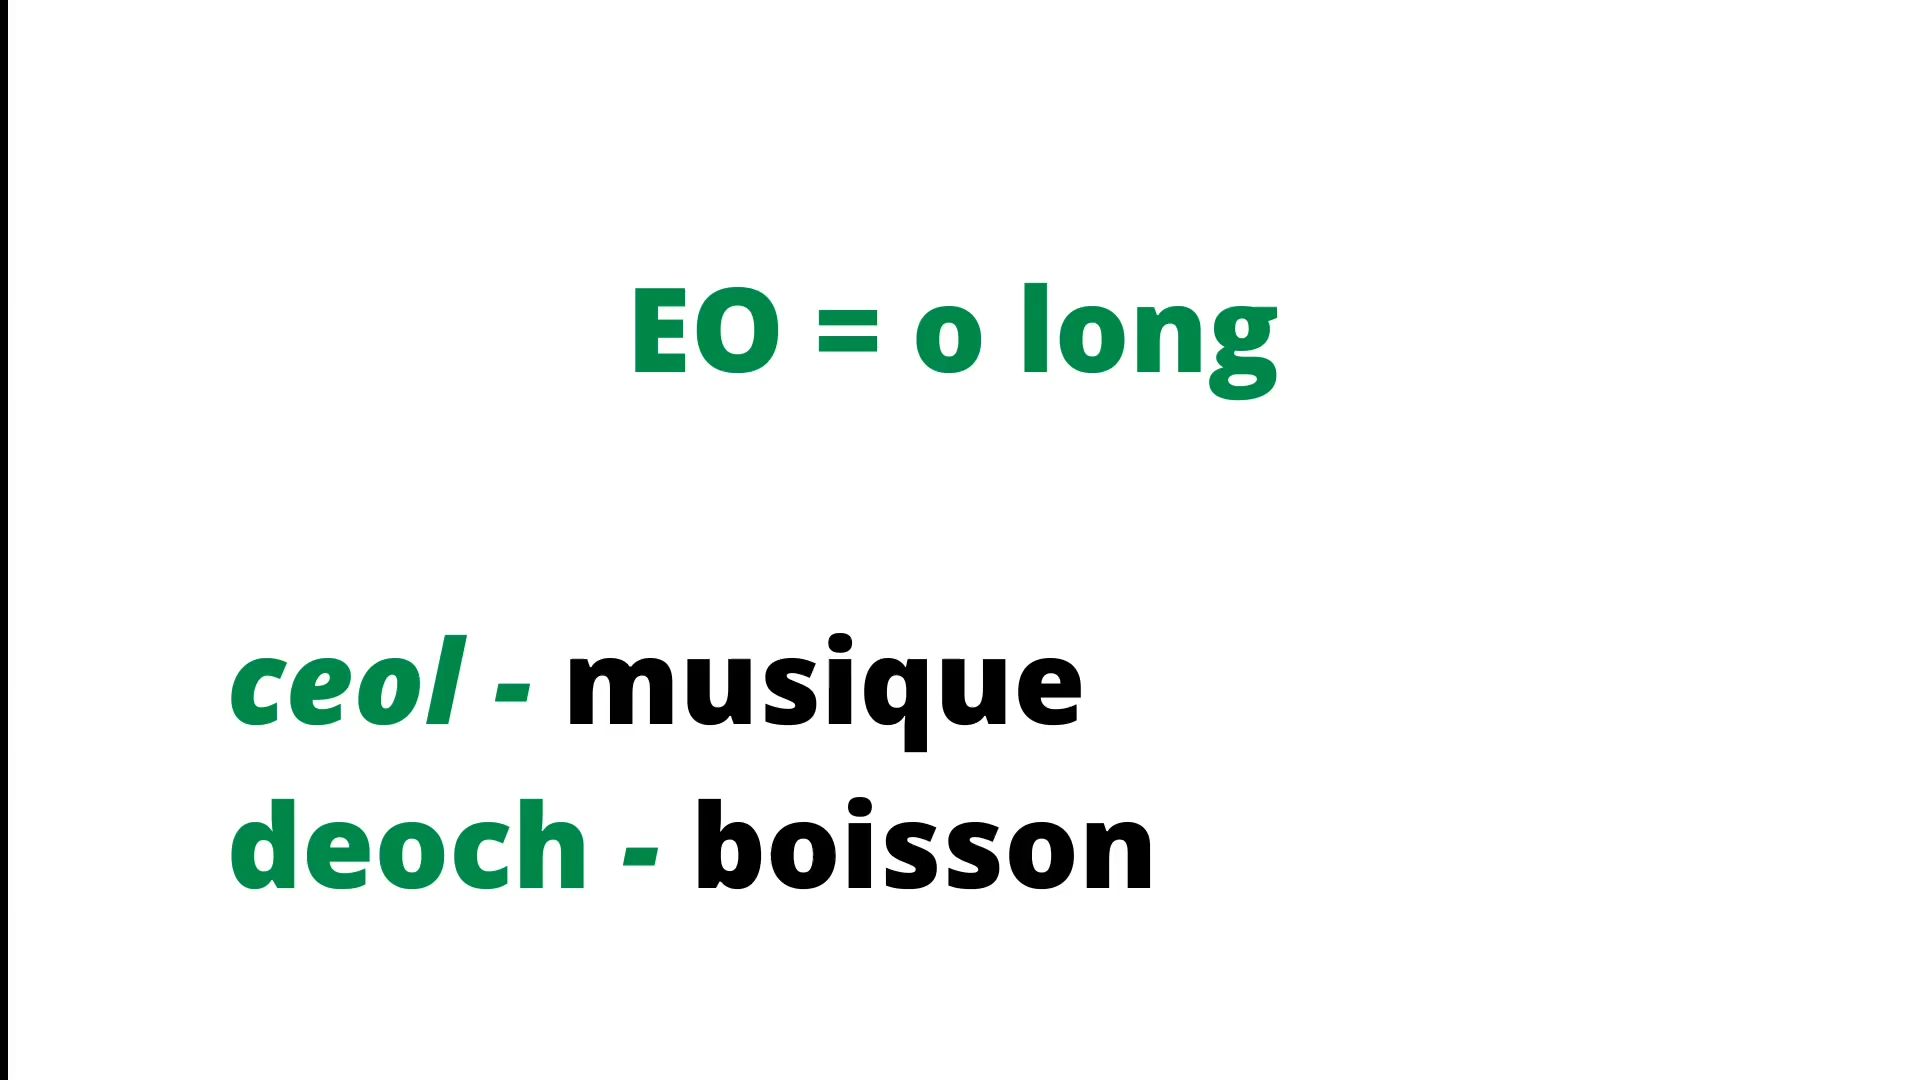 EO = o long
ceol - musique
deoch - boisson